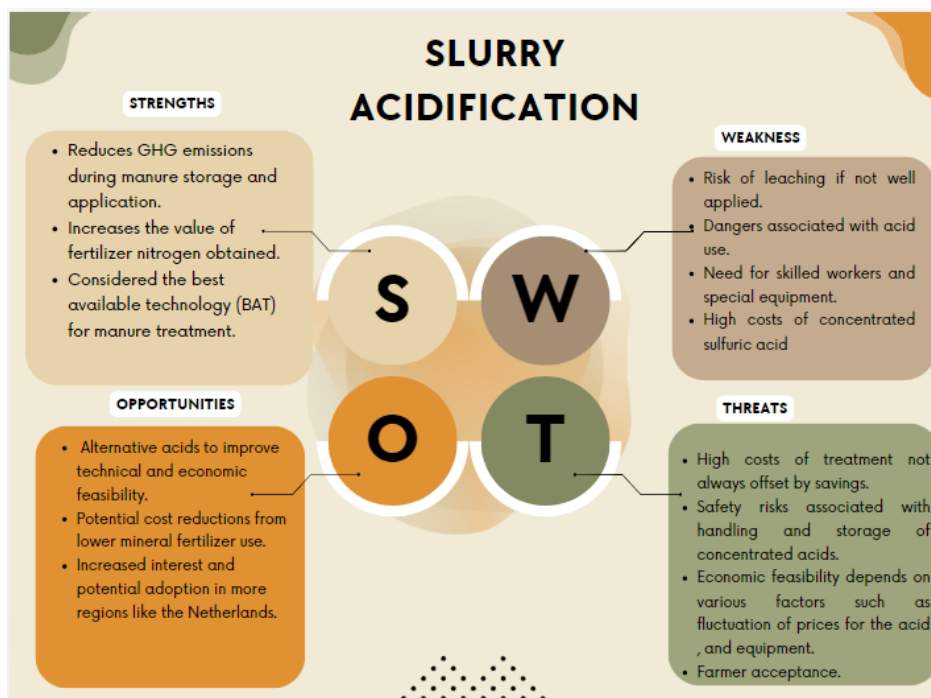 SLURRY
ACIDIFICATION
STRENGTHS
• Reduces GHG emissions
during manure storage and
application.
• Increases the value of
fertilizer nitrogen obtained.
• Considered the best
available technology (BAT)
for manure treatment.
WEAKNESS
• Risk of leaching if not well
applied.
• Dangers associated with acid
use.
• Need for skilled workers and
special equipment.
• High costs of concentrated
sulfuric acid
S
W
O
T
OPPORTUNITIES
• Alternative acids to improve
technical and economic
feasibility.
• Potential cost reductions from
lower mineral fertilizer use.
• Increased interest and
potential adoption in more
regions like the Netherlands.
THREATS
• High costs of treatment not
always offset by savings.
• Safety risks associated with
handling and storage of
concentrated acids.
• Economic feasibility depends on
various factors such as
fluctuation of prices for the acid
, and equipment.
• Farmer acceptance.